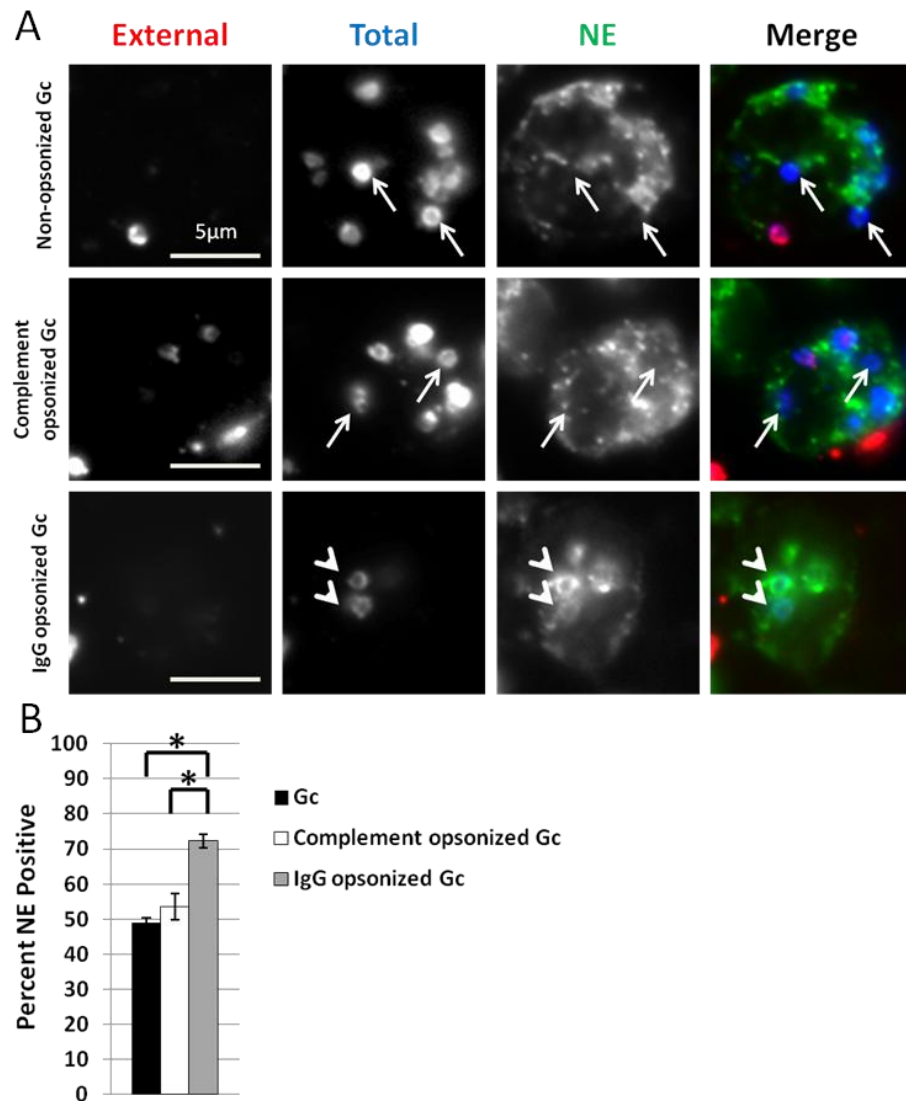 A
External Total NE Merge
Non-opsonized Gc
5μm
Complement
opsonized Gc
IgG opsonized Gc
B
Percent NE Positive
100
90
80
70
60
50
40
30
20
10
0
*
*
Gc
Complement opsonized Gc
IgG opsonized Gc